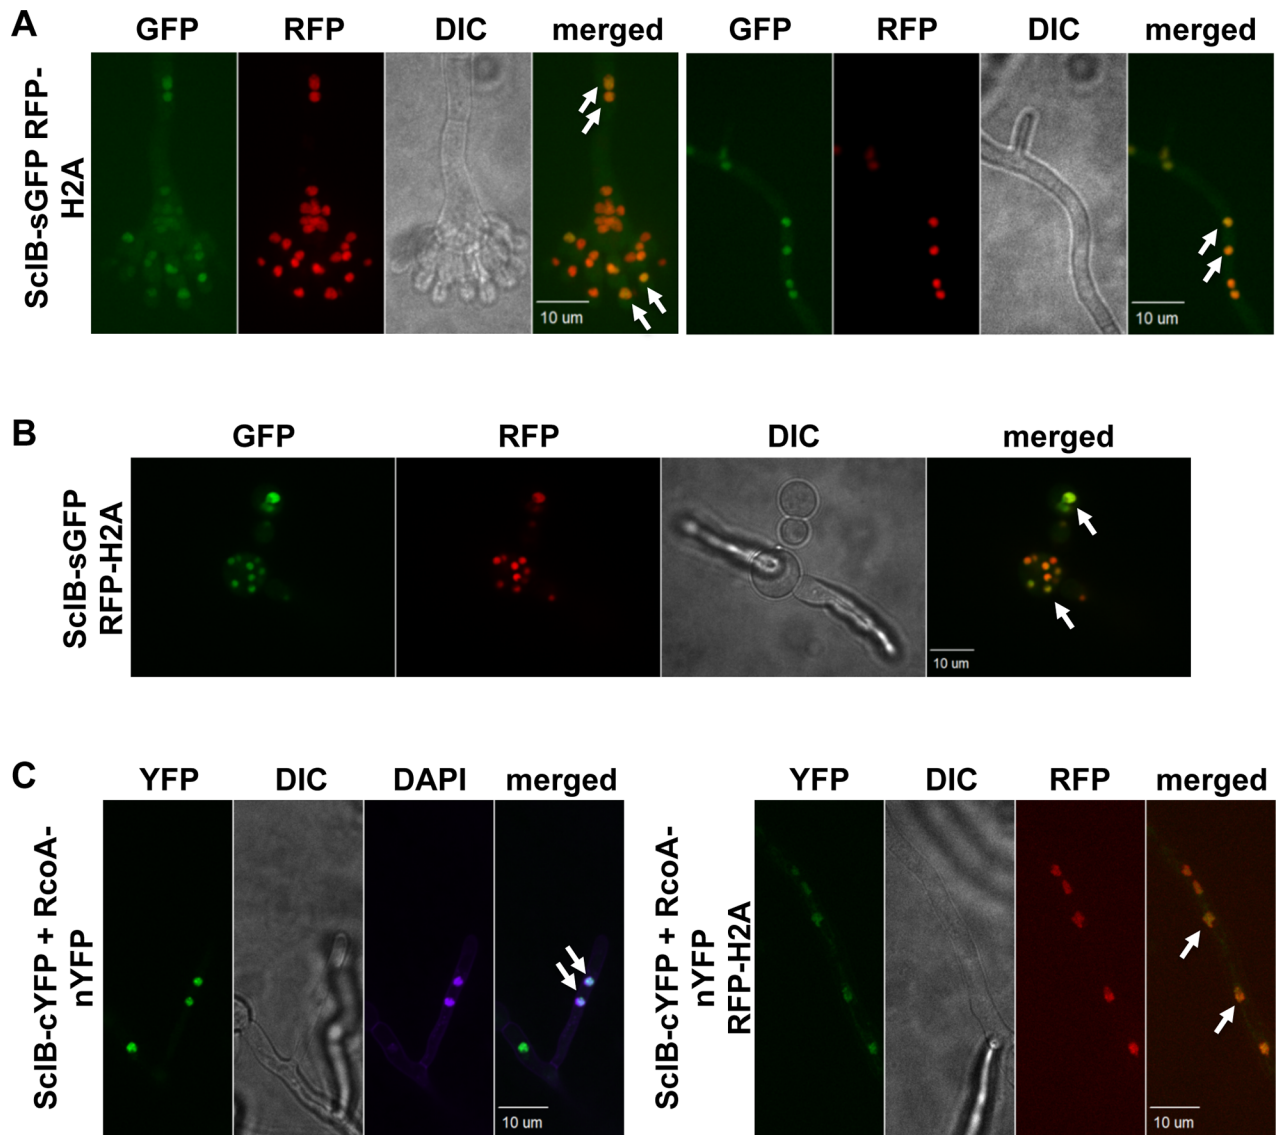 A
GFP RFP DIC merged GFP RFP DIC merged
SclB-sGFP RFP-
H2A
10 um
10 um
B
GFP RFP DIC merged
SclB-sGFP
RFP-H2A
10 um
C
YFP DIC DAPI merged YFP DIC RFP merged
SclB-cYFP + RcoA-
nYFP
SclB-cYFP + RcoA-
nYFP
RFP-H2A
10 um
10 um